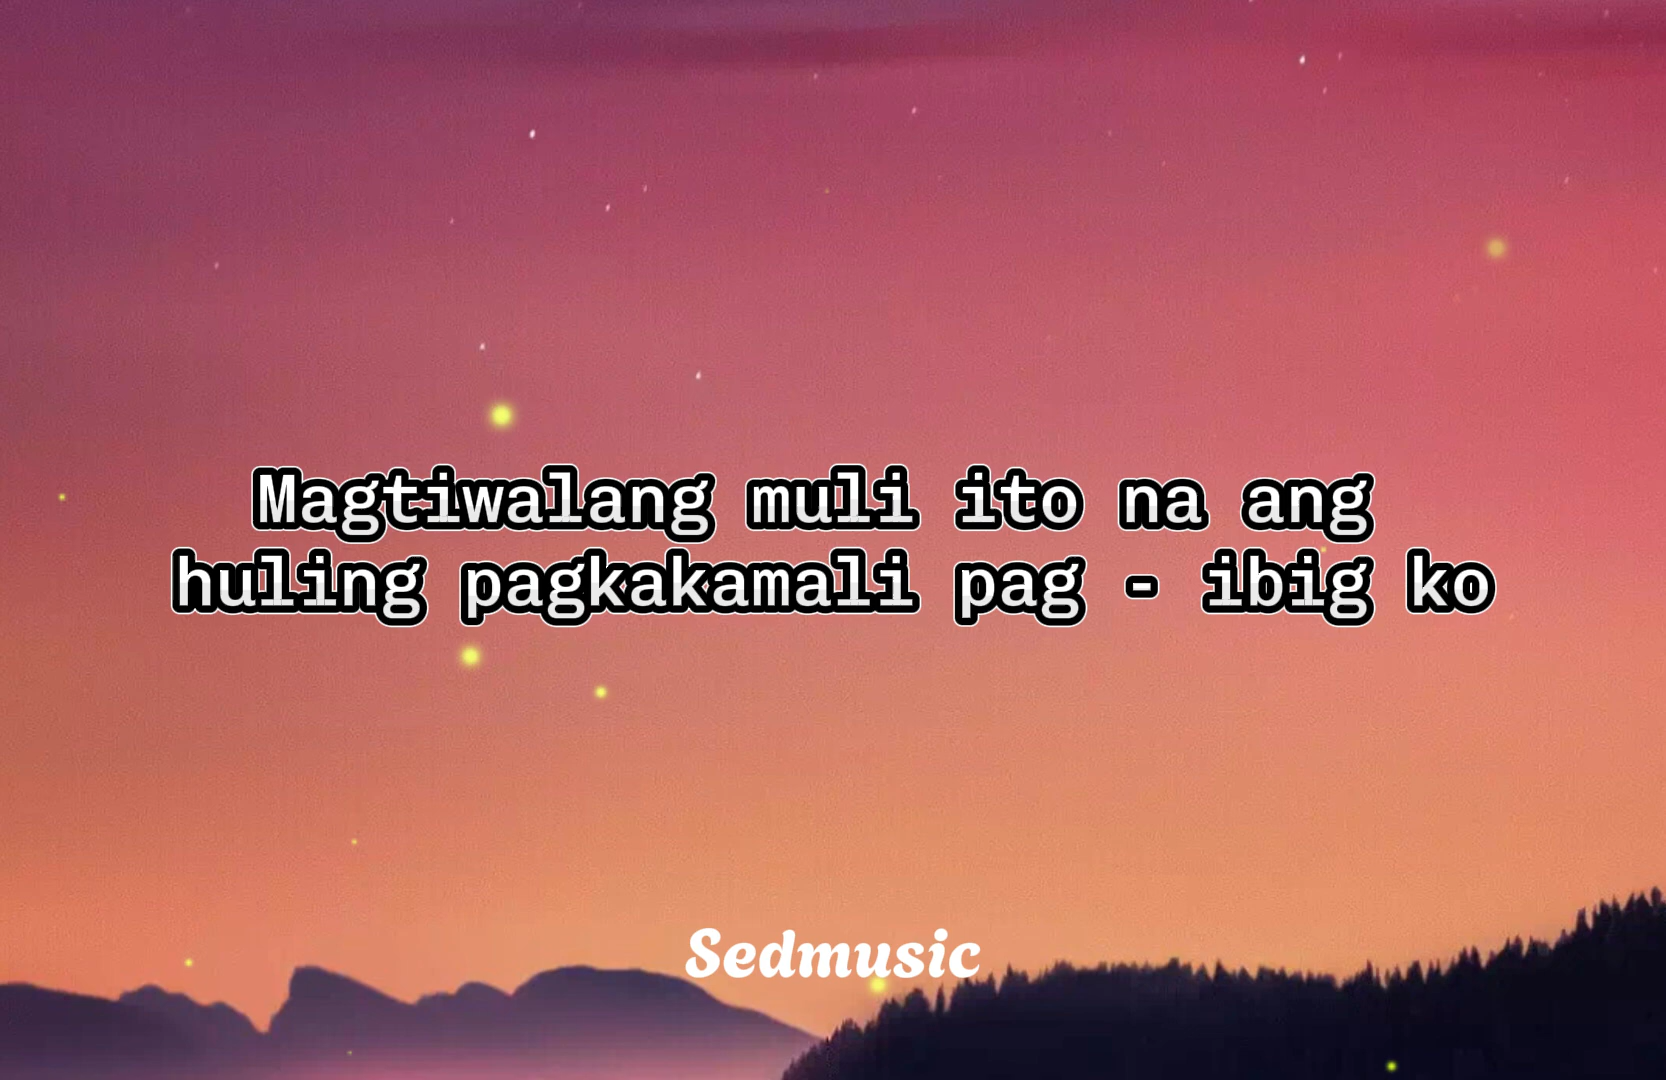 Magtiwalang muli ito na ang
huling pagkakamali pag - ibig ko
Sedmusic